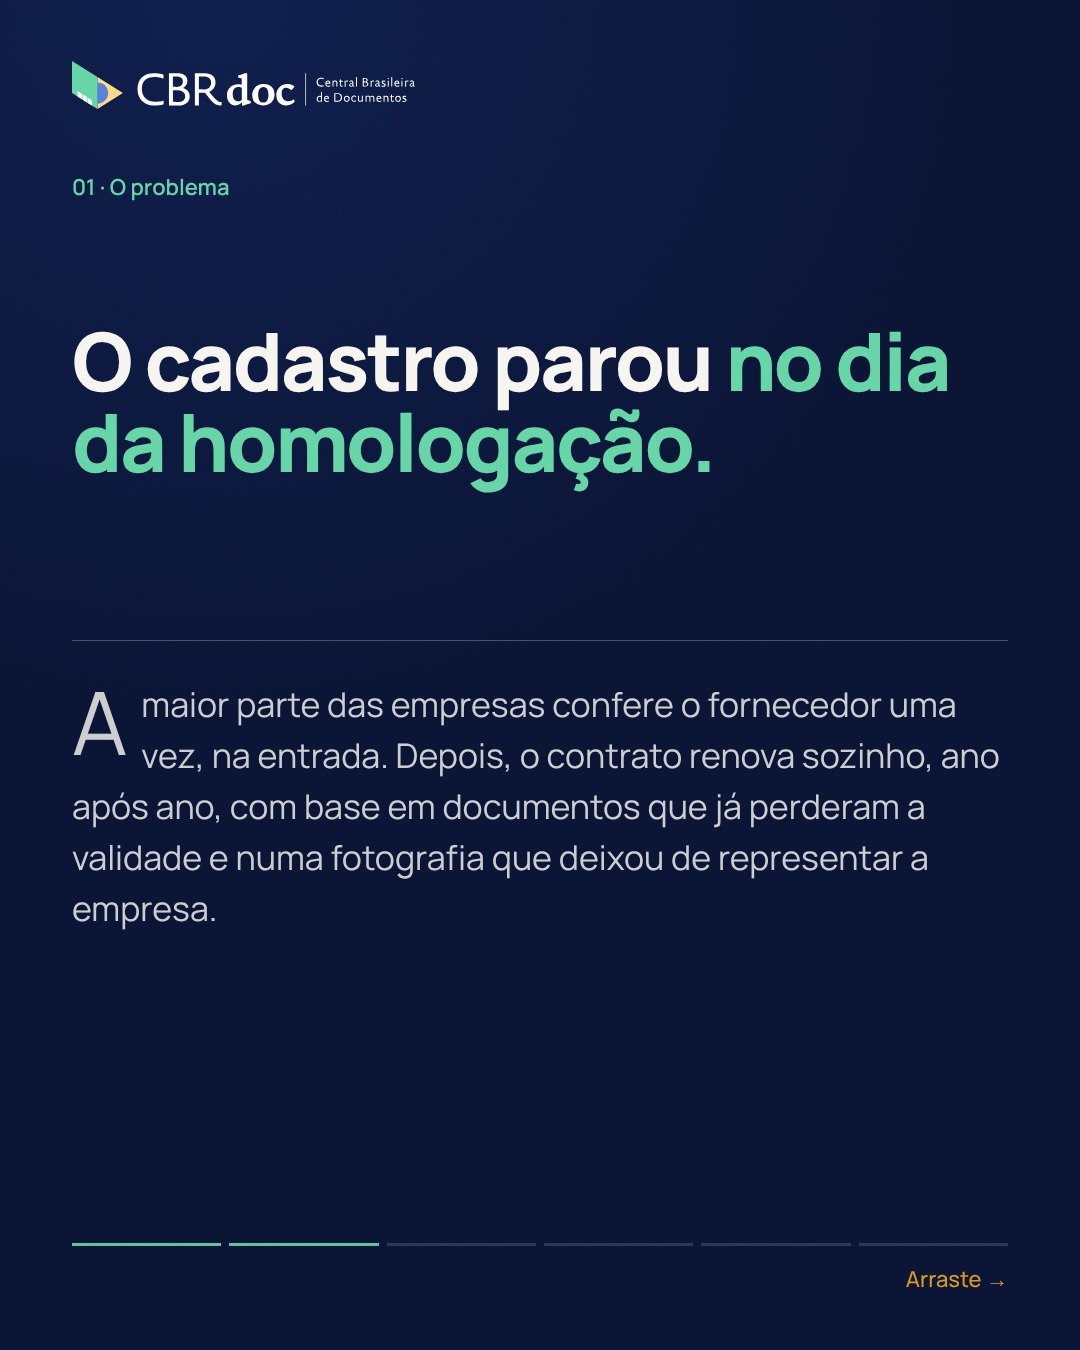 CBRdoc
Central Brasileira
de Documentos
01 · O problema
O cadastro parou no dia
da homologação.
A maior parte das empresas confere o fornecedor uma
vez, na entrada. Depois, o contrato renova sozinho, ano
após ano, com base em documentos que já perderam a
validade e numa fotografia que deixou de representar a
empresa.
Arraste →